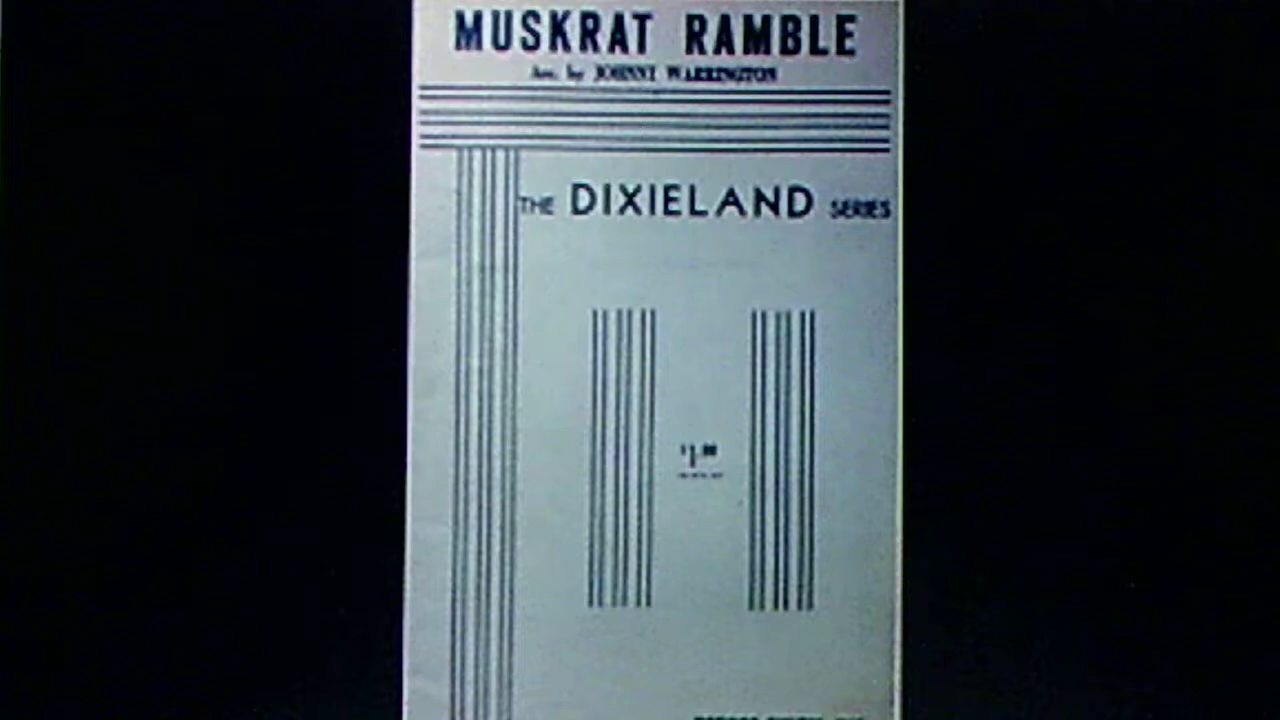 MUSKRAT RAMBLE
Arr. by JOHNNY WARRINGTON
THE DIXIELAND SERIES
$1.00